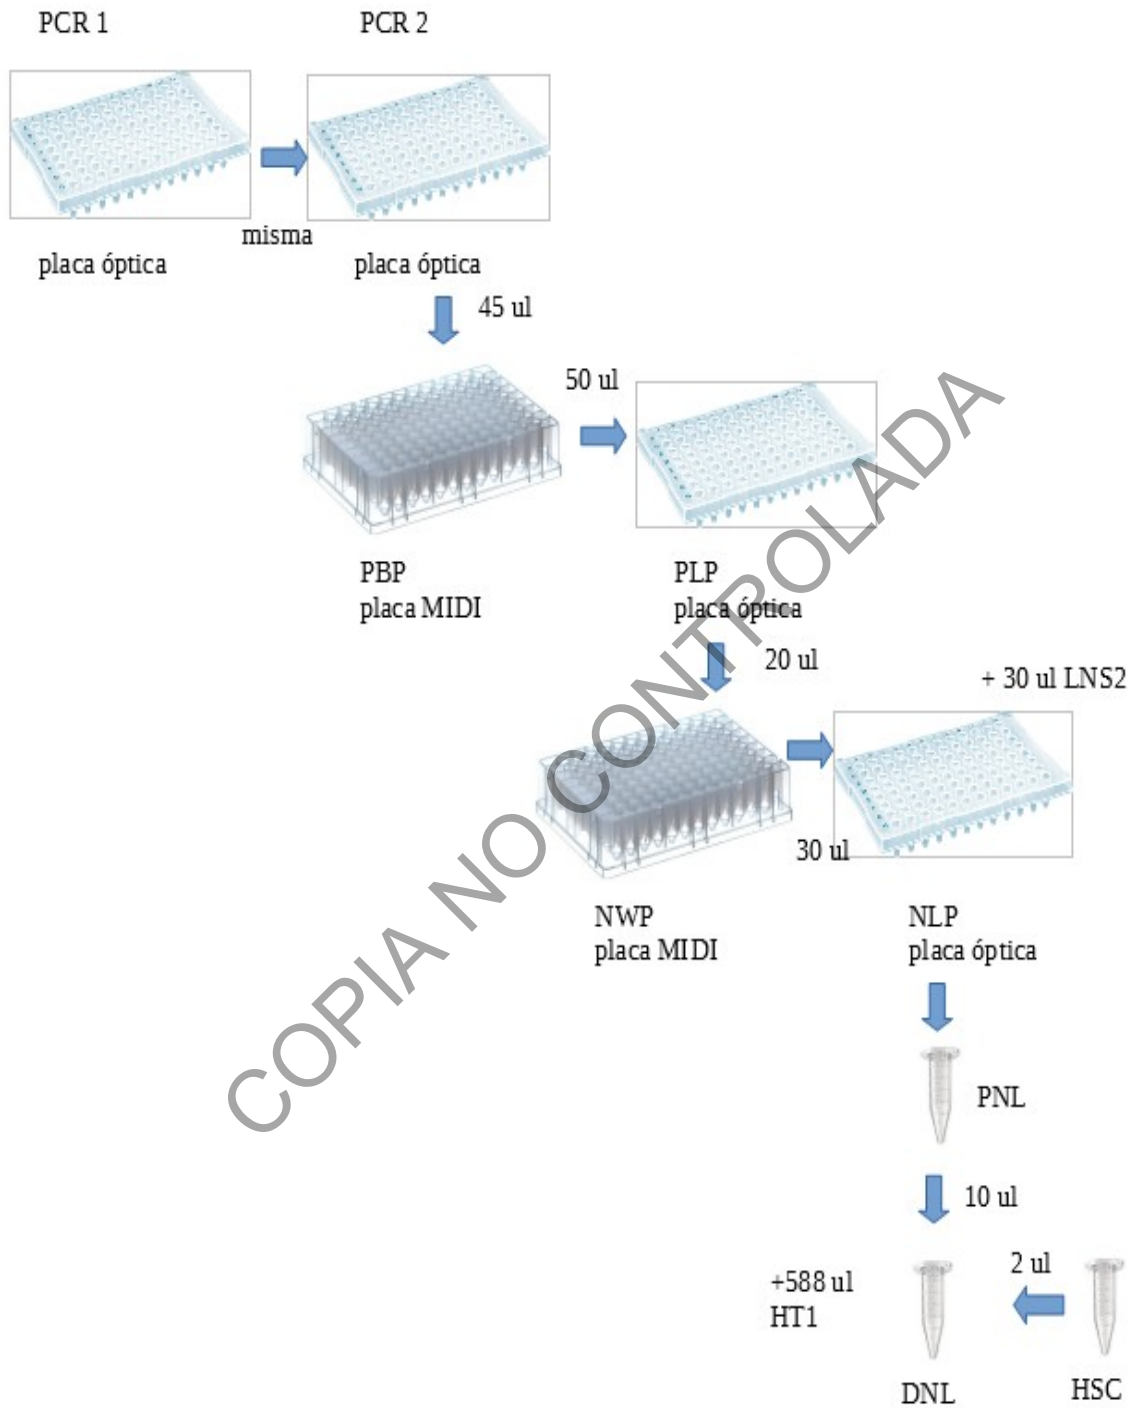 PCR 1
PCR 2
misma
placa óptica
placa óptica
45 ul
50 ul
PBP
placa MIDI
PLP
placa óptica
20 ul
+ 30 ul LNS2
30 ul
NWP
placa MIDI
NLP
placa óptica
PNL
10 ul
2 ul
+588 ul
HT1
DNL
HSC
COPIA NO CONTROLADA